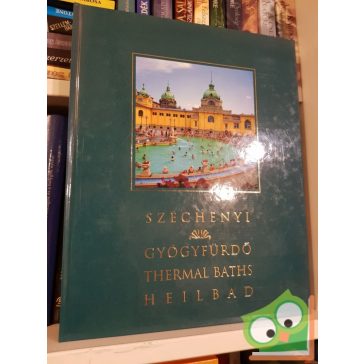 SZÉCHENYI
GYÓGYFÜRDŐ
THERMAL BATHS
HEILBAD